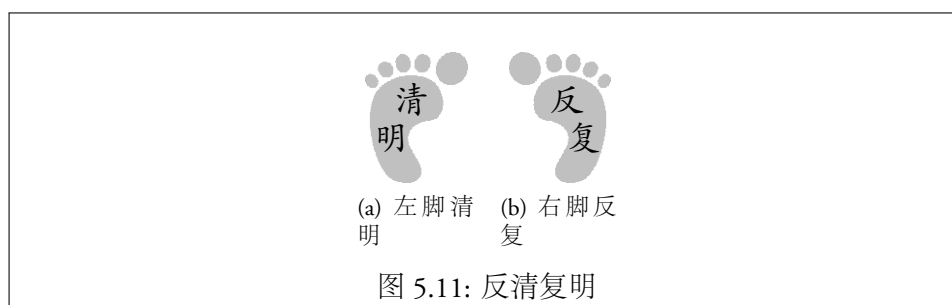 清
明
反
复
(a) 左脚清
明
(b) 右脚反
复
图 5.11: 反清复明